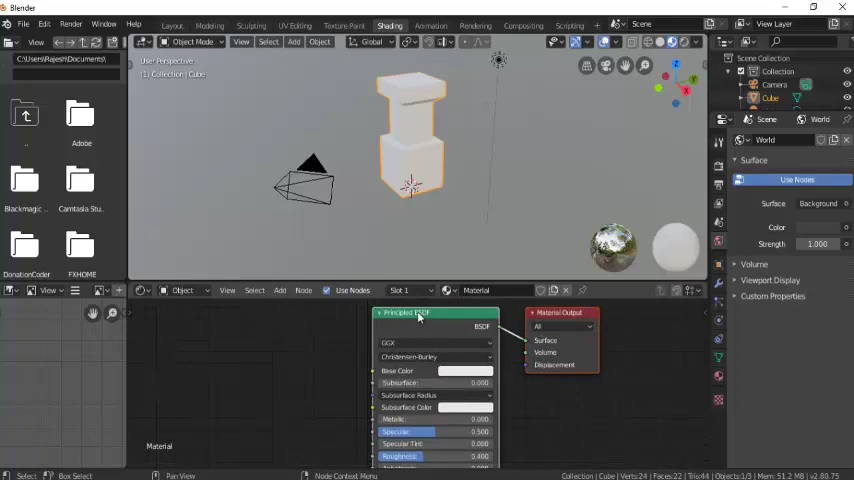 Blender
File Edit Render Window Help Layout Modeling Sculpting UV Editing Texture Paint Shading Animation Rendering Compositing Scripting Scene View Layer
View Object Mode View Select Add Object Global
C:\Users\Rajesh\Documents\
User Perspective
(1) Collection | Cube
..
Adobe
Blackmagic ..
Camtasia Stu..
DonationCoder
FXHOME
Scene Collection
Collection
Camera
Cube
Scene World
World
Surface
Use Nodes
Surface Background
Color
Strength 1.000
Volume
Viewport Display
Custom Properties
View Object View Select Add Node Use Nodes Slot 1 Material
Principled BSDF
BSDF
GGX
Christensen-Burley
Base Color
Subsurface: 0.000
Subsurface Radius
Subsurface Color
Metallic: 0.000
Specular: 0.500
Specular Tint: 0.000
Roughness: 0.400
Material Output
All
Surface
Volume
Displacement
Material
Select Box Select Pan View Node Context Menu Collection | Cube | Verts:24 | Faces:22 | Tris:44 | Objects:1/3 | Mem: 51.2 MB | v2.80.75